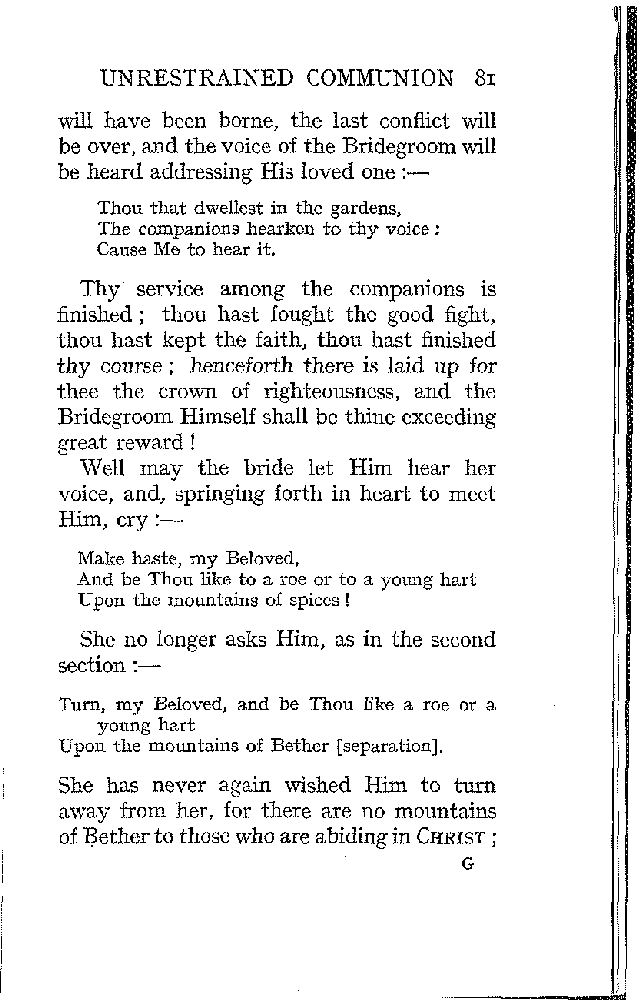 UNRESTRAINED COMMUNION 81
will have been borne, the last conflict will
be over, and the voice of the Bridegroom will
be heard addressing His loved one :—
Thou that dwellest in the gardens,
The companions hearken to thy voice :
Cause Me to hear it.
Thy service among the companions is
finished ; thou hast fought the good fight,
thou hast kept the faith, thou hast finished
thy course ; henceforth there is laid up for
thee the crown of righteousness, and the
Bridegroom Himself shall be thine exceeding
great reward !
Well may the bride let Him hear her
voice, and, springing forth in heart to meet
Him, cry :—
Make haste, my Beloved,
And be Thou like to a roe or to a young hart
Upon the mountains of spices !
She no longer asks Him, as in the second
section :—
Turn, my Beloved, and be Thou like a roe or a
young hart
Upon the mountains of Bether [separation].
She has never again wished Him to turn
away from her, for there are no mountains
of Bether to those who are abiding in CHRIST ;
G